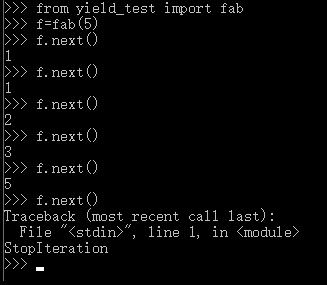 >>> from yield_test import fab
>>> f=fab(5)
>>> f.next()
1
>>> f.next()
1
>>> f.next()
2
>>> f.next()
3
>>> f.next()
5
>>> f.next()
Traceback (most recent call last):
  File "<stdin>", line 1, in <module>
StopIteration
>>>